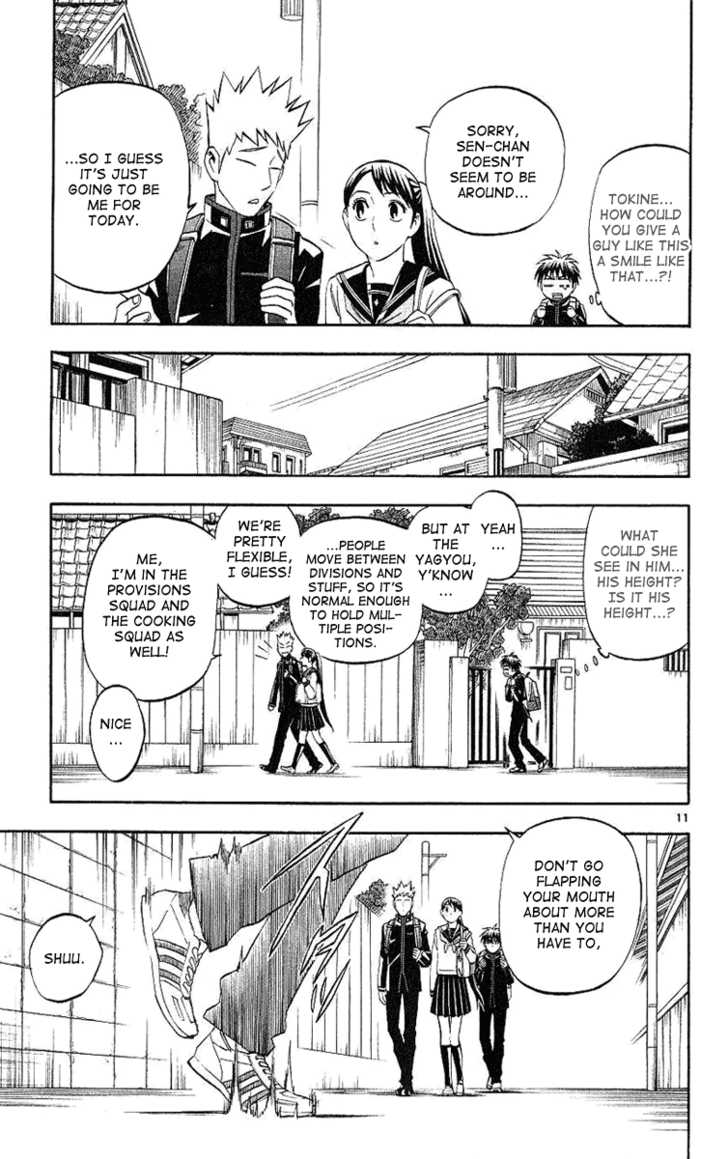 TOKINE...
HOW COULD
YOU GIVE A
GUY LIKE THIS
A SMILE LIKE
THAT...?!
SORRY,
SEN-CHAN
DOESN'T
SEEM TO BE
AROUND...
...SO I GUESS
IT'S JUST
GOING TO BE
ME FOR
TODAY.
WHAT
COULD SHE
SEE IN HIM...
HIS HEIGHT?
IS IT HIS
HEIGHT...?
YEAH
...
BUT AT
THE
YAGYOU,
Y'KNOW
...
...PEOPLE
MOVE BETWEEN
DIVISIONS AND
STUFF, SO IT'S
NORMAL ENOUGH
TO HOLD MUL-
TIPLE POSI-
TIONS.
WE'RE
PRETTY
FLEXIBLE,
I GUESS!
ME,
I'M IN THE
PROVISIONS
SQUAD AND
THE COOKING
SQUAD AS
WELL!
NICE
...
11
DON'T GO
FLAPPING
YOUR MOUTH
ABOUT MORE
THAN YOU
HAVE TO,
SHUU.